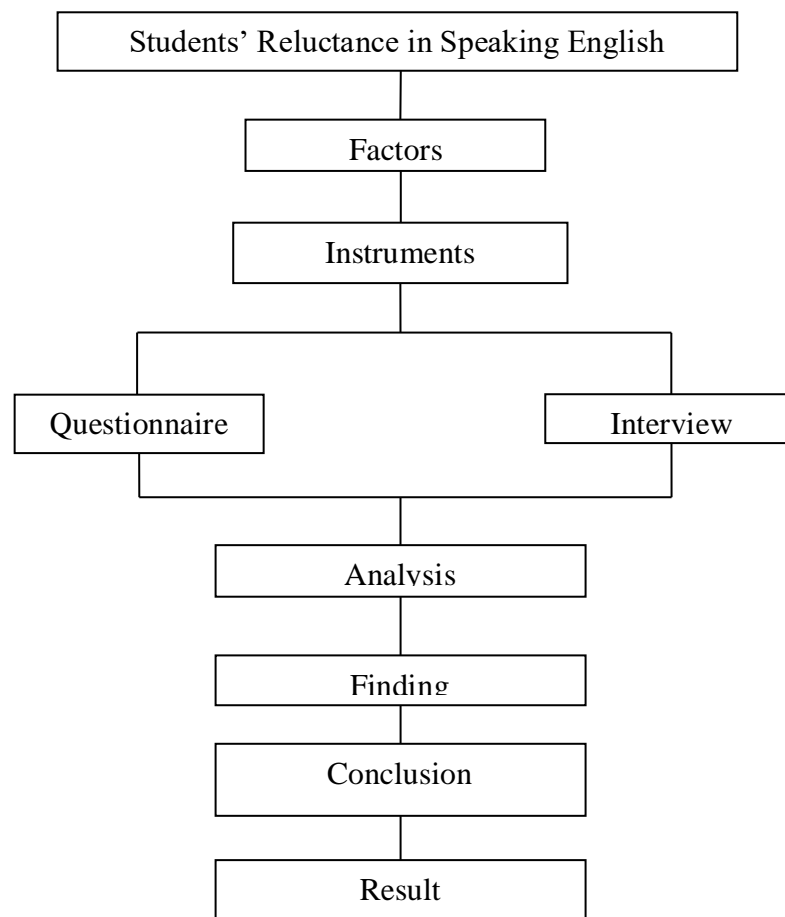 Students’ Reluctance in Speaking English
Factors
Instruments
Questionnaire
Interview
Analysis
Finding
Conclusion
Result